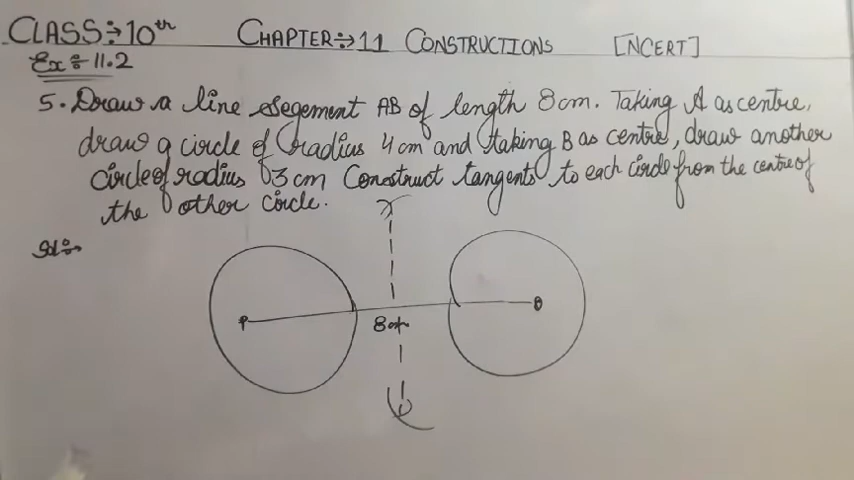 CLASS÷10th CHAPTER÷11 CONSTRUCTIONS [NCERT]
Ex÷11.2
5. Draw a line segement AB of length 8cm. Taking A as centre,
draw a circle of radius 4cm and taking B as centre, draw another
circle of radius 3cm Construct tangents to each circle from the centre of
the other circle.
Sol÷
8cm